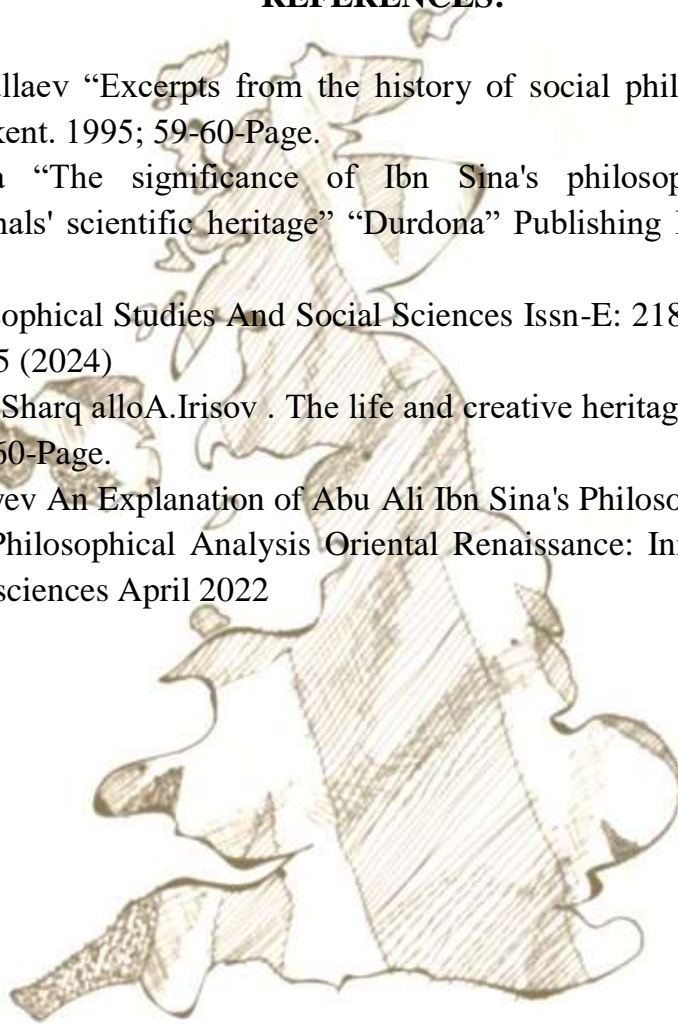 REFERENCES:
llaev “Excerpts from the history of social phil
kent. 1995; 59-60-Page.
a “The significance of Ibn Sina's philosop
nals' scientific heritage” “Durdona” Publishing
ophical Studies And Social Sciences Issn-E: 218
5 (2024)
Sharq alloA.Irisov . The life and creative heritag
60-Page.
yev An Explanation of Abu Ali Ibn Sina's Philoso
Philosophical Analysis Oriental Renaissance: In
sciences April 2022